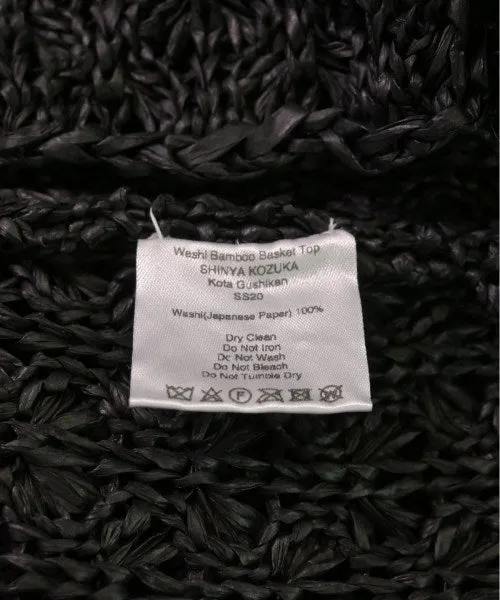 Washi Bamboo Basket Top
SHINYA KOZUKA
Kota Gushiken
SS20
Washi(Japanese Paper) 100%
Dry Clean
Do Not Iron
Do Not Wash
Do Not Bleach
Do Not Tumble Dry
F W